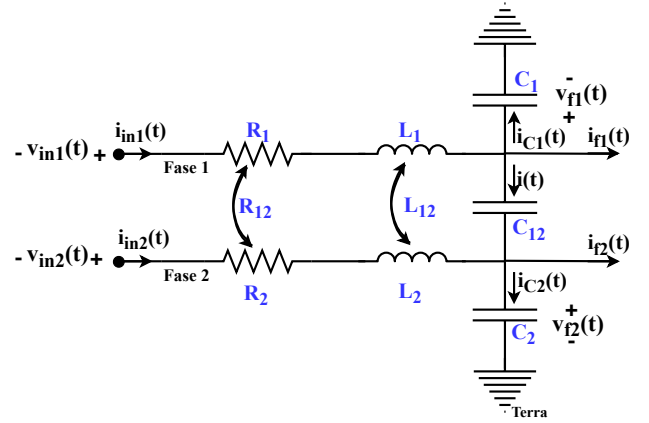 C1
-
vf1(t)
+
iin1(t)
R1
L1
iC1(t)
if1(t)
- vin1(t) +
Fase 1
i(t)
R12
L12
C12
iin2(t)
if2(t)
- vin2(t) +
Fase 2
iC2(t)
R2
L2
+
vf2(t)
-
C2
Terra